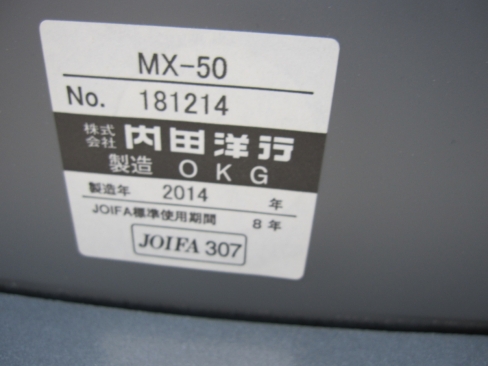 MX-50
No. 181214
株式会社 内田洋行
製造 OKG
製造年 2014 年
JOIFA標準使用期間 8年
JOIFA 307